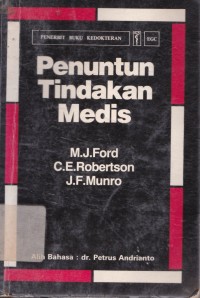 PENERBIT BUKU KEDOKTERAN
EGC
Penuntun
Tindakan
Medis
M.J.Ford
C.E.Robertson
J.F.Munro
Alih Bahasa : dr. Petrus Andrianto